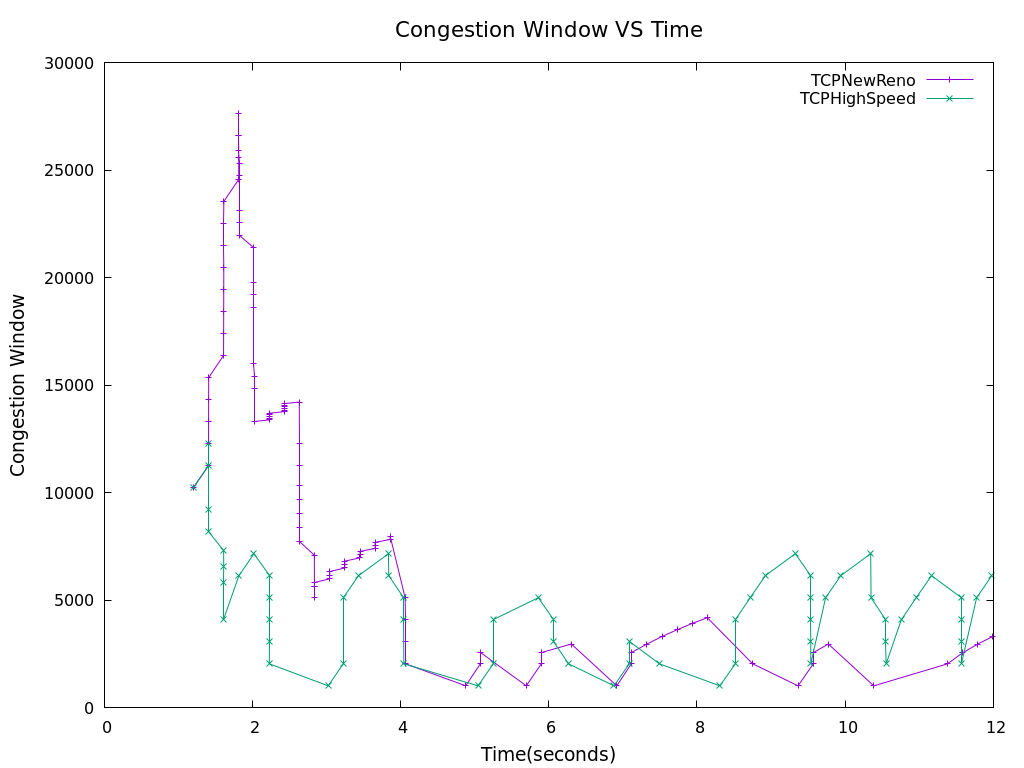 Congestion Window VS Time
30000
25000
20000
15000
10000
5000
0
Congestion Window
TCPNewReno
TCPHighSpeed
0 2 4 6 8 10 12
Time(seconds)